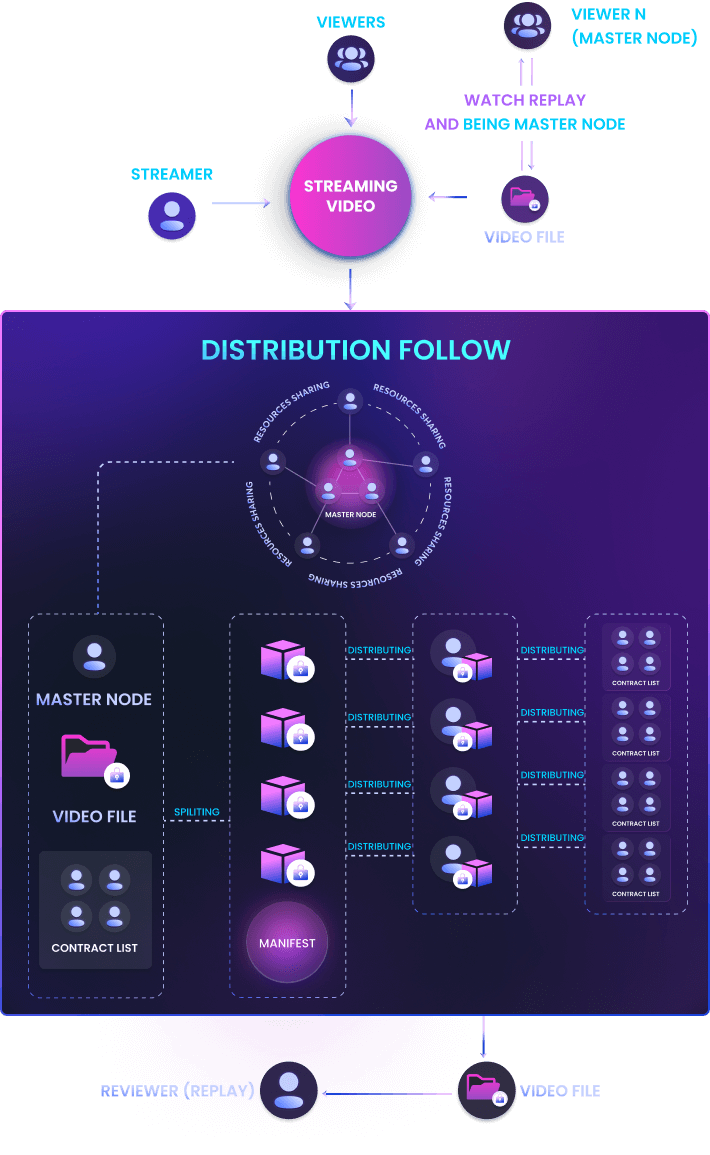 VIEWERS
VIEWER N
(MASTER NODE)
WATCH REPLAY
AND BEING MASTER NODE
STREAMER
STREAMING
VIDEO
VIDEO FILE
DISTRIBUTION FOLLOW
RESOURCES SHARING
RESOURCES SHARING
RESOURCES SHARING
RESOURCES SHARING
RESOURCES SHARING
MASTER NODE
MASTER NODE
VIDEO FILE
CONTRACT LIST
SPILITING
MANIFEST
DISTRIBUTING
DISTRIBUTING
CONTRACT LIST
DISTRIBUTING
DISTRIBUTING
CONTRACT LIST
DISTRIBUTING
DISTRIBUTING
CONTRACT LIST
DISTRIBUTING
DISTRIBUTING
CONTRACT LIST
REVIEWER (REPLAY)
VIDEO FILE